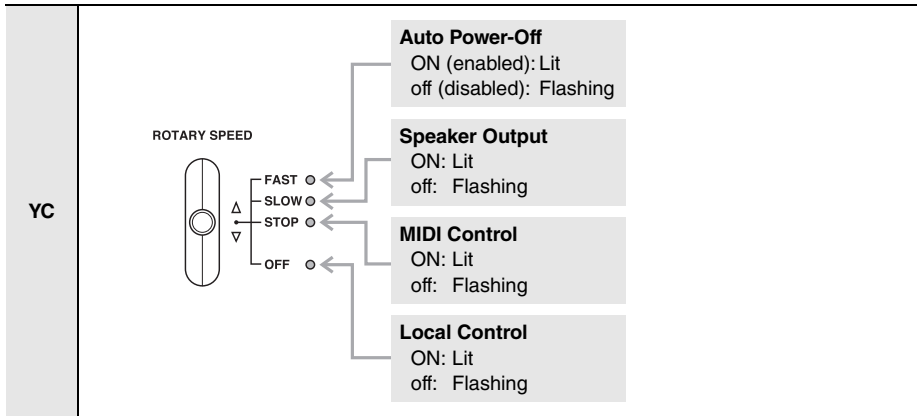 YC
ROTARY SPEED
FAST
SLOW
STOP
OFF
Auto Power-Off
ON (enabled): Lit
off (disabled): Flashing
Speaker Output
ON: Lit
off: Flashing
MIDI Control
ON: Lit
off: Flashing
Local Control
ON: Lit
off: Flashing